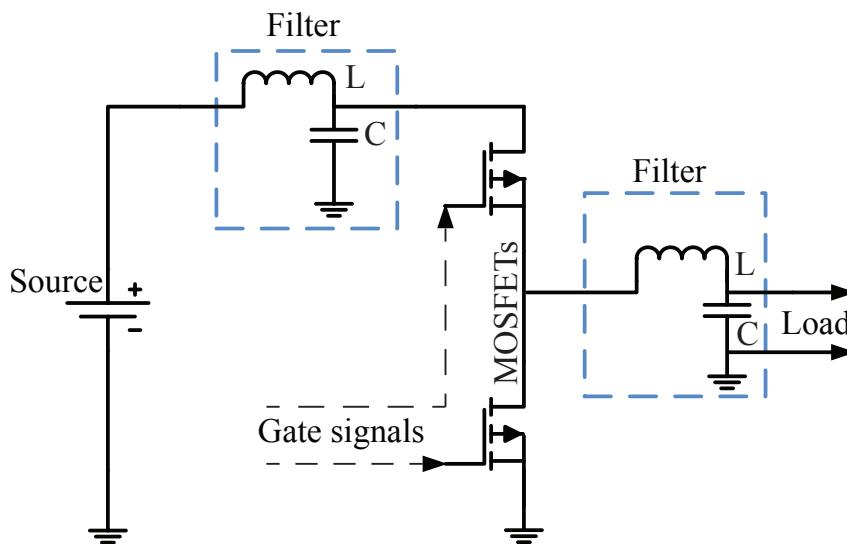 Filter
L
C
Filter
Source
+
-
MOSFETs
L
C
Load
Gate signals